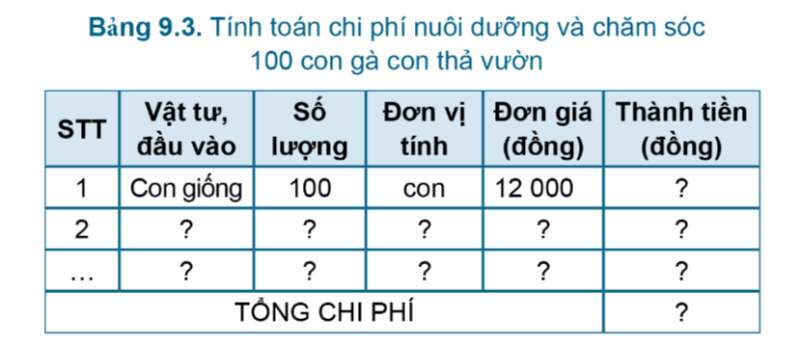 Bảng 9.3. Tính toán chi phí nuôi dưỡng và chăm sóc
100 con gà con thả vườn
STT Vật tư, đầu vào Số lượng Đơn vị tính Đơn giá (đồng) Thành tiền (đồng)
1 Con giống 100 con 12 000 ?
2 ? ? ? ? ?
... ? ? ? ? ?
TỔNG CHI PHÍ ?